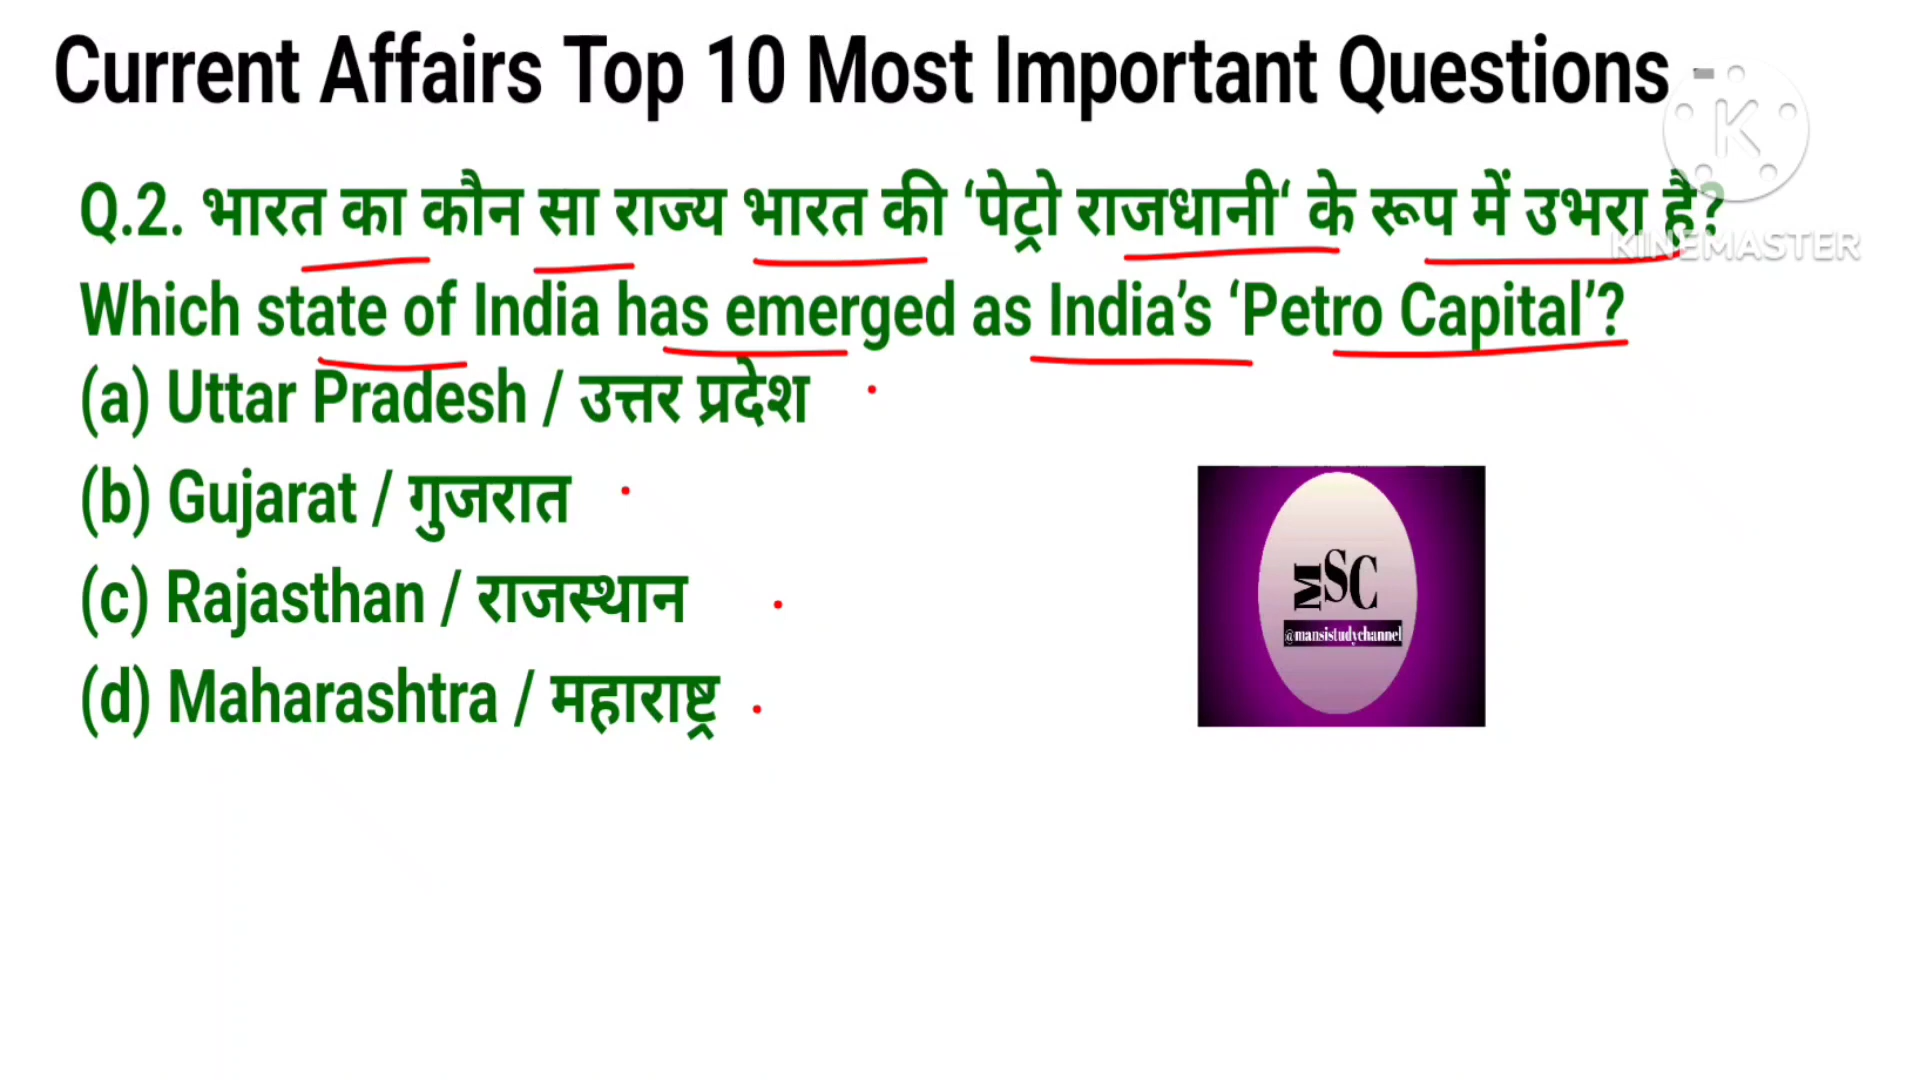 Current Affairs Top 10 Most Important Questions -
Q.2. भारत का कौन सा राज्य भारत की ‘पेट्रो राजधानी‘ के रूप में उभरा है?
Which state of India has emerged as India’s ‘Petro Capital’?
(a) Uttar Pradesh / उत्तर प्रदेश
(b) Gujarat / गुजरात
(c) Rajasthan / राजस्थान
(d) Maharashtra / महाराष्ट्र
MSC
@mansistudychannel
K
KINEMASTER